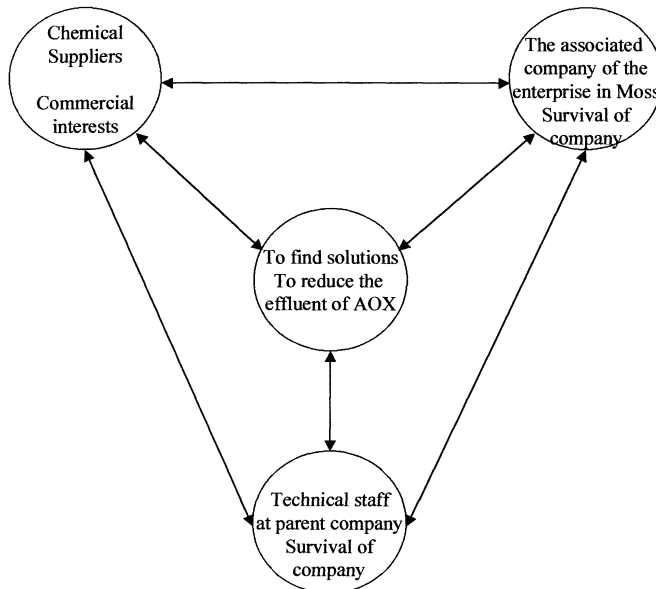 Chemical
Suppliers
Commercial
interests
The associated
company of the
enterprise in Moss
Survival of
company
To find solutions
To reduce the
effluent of AOX
Technical staff
at parent company
Survival of
company